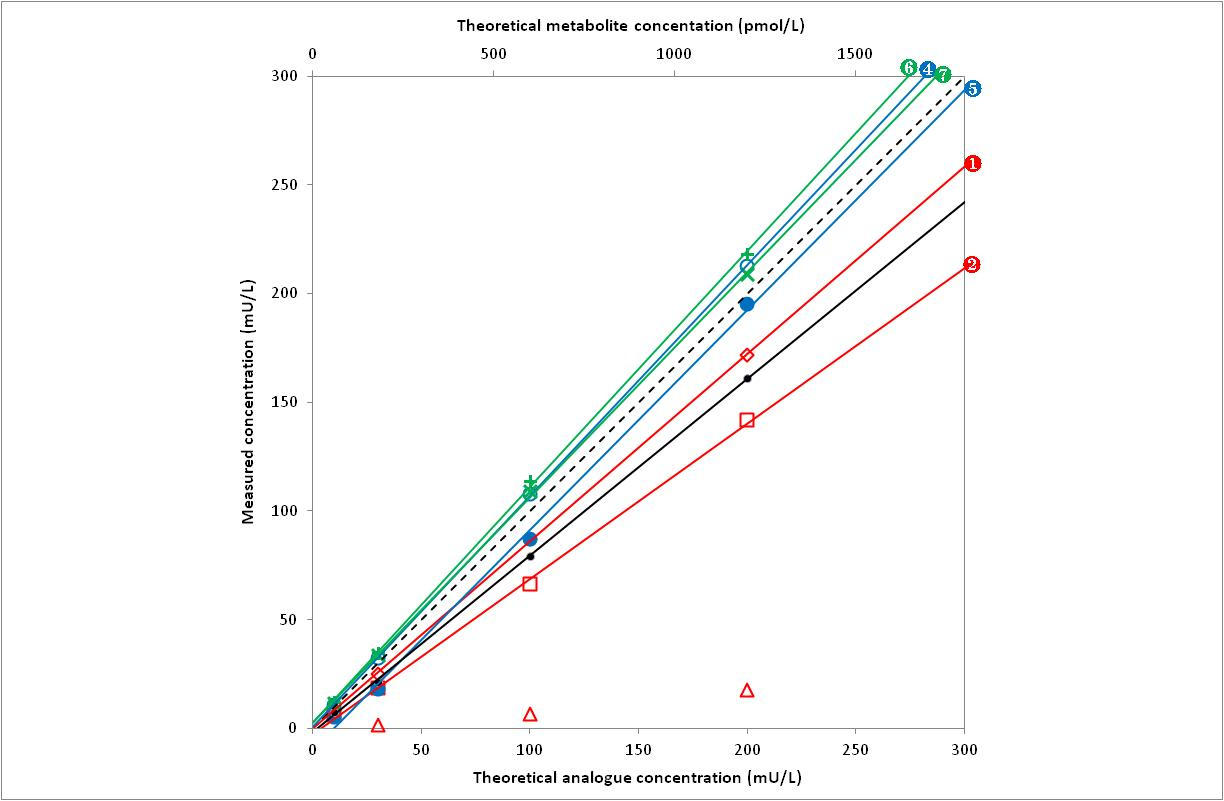 Theoretical metabolite concentation (pmol/L)
0 500 1000 1500
6 4 7
300
5
250
1
200
2
150
100
50
0
Measured concentration (mU/L)
0 50 100 150 200 250 300
Theoretical analogue concentration (mU/L)